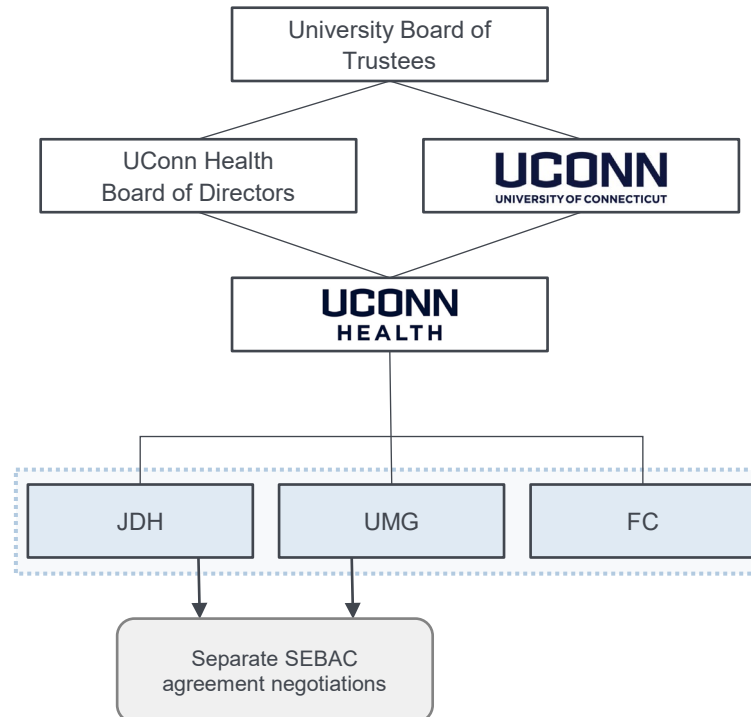 University Board of
Trustees
UConn Health
Board of Directors
UCONN
UNIVERSITY OF CONNECTICUT
UCONN
HEALTH
JDH
UMG
FC
Separate SEBAC
agreement negotiations